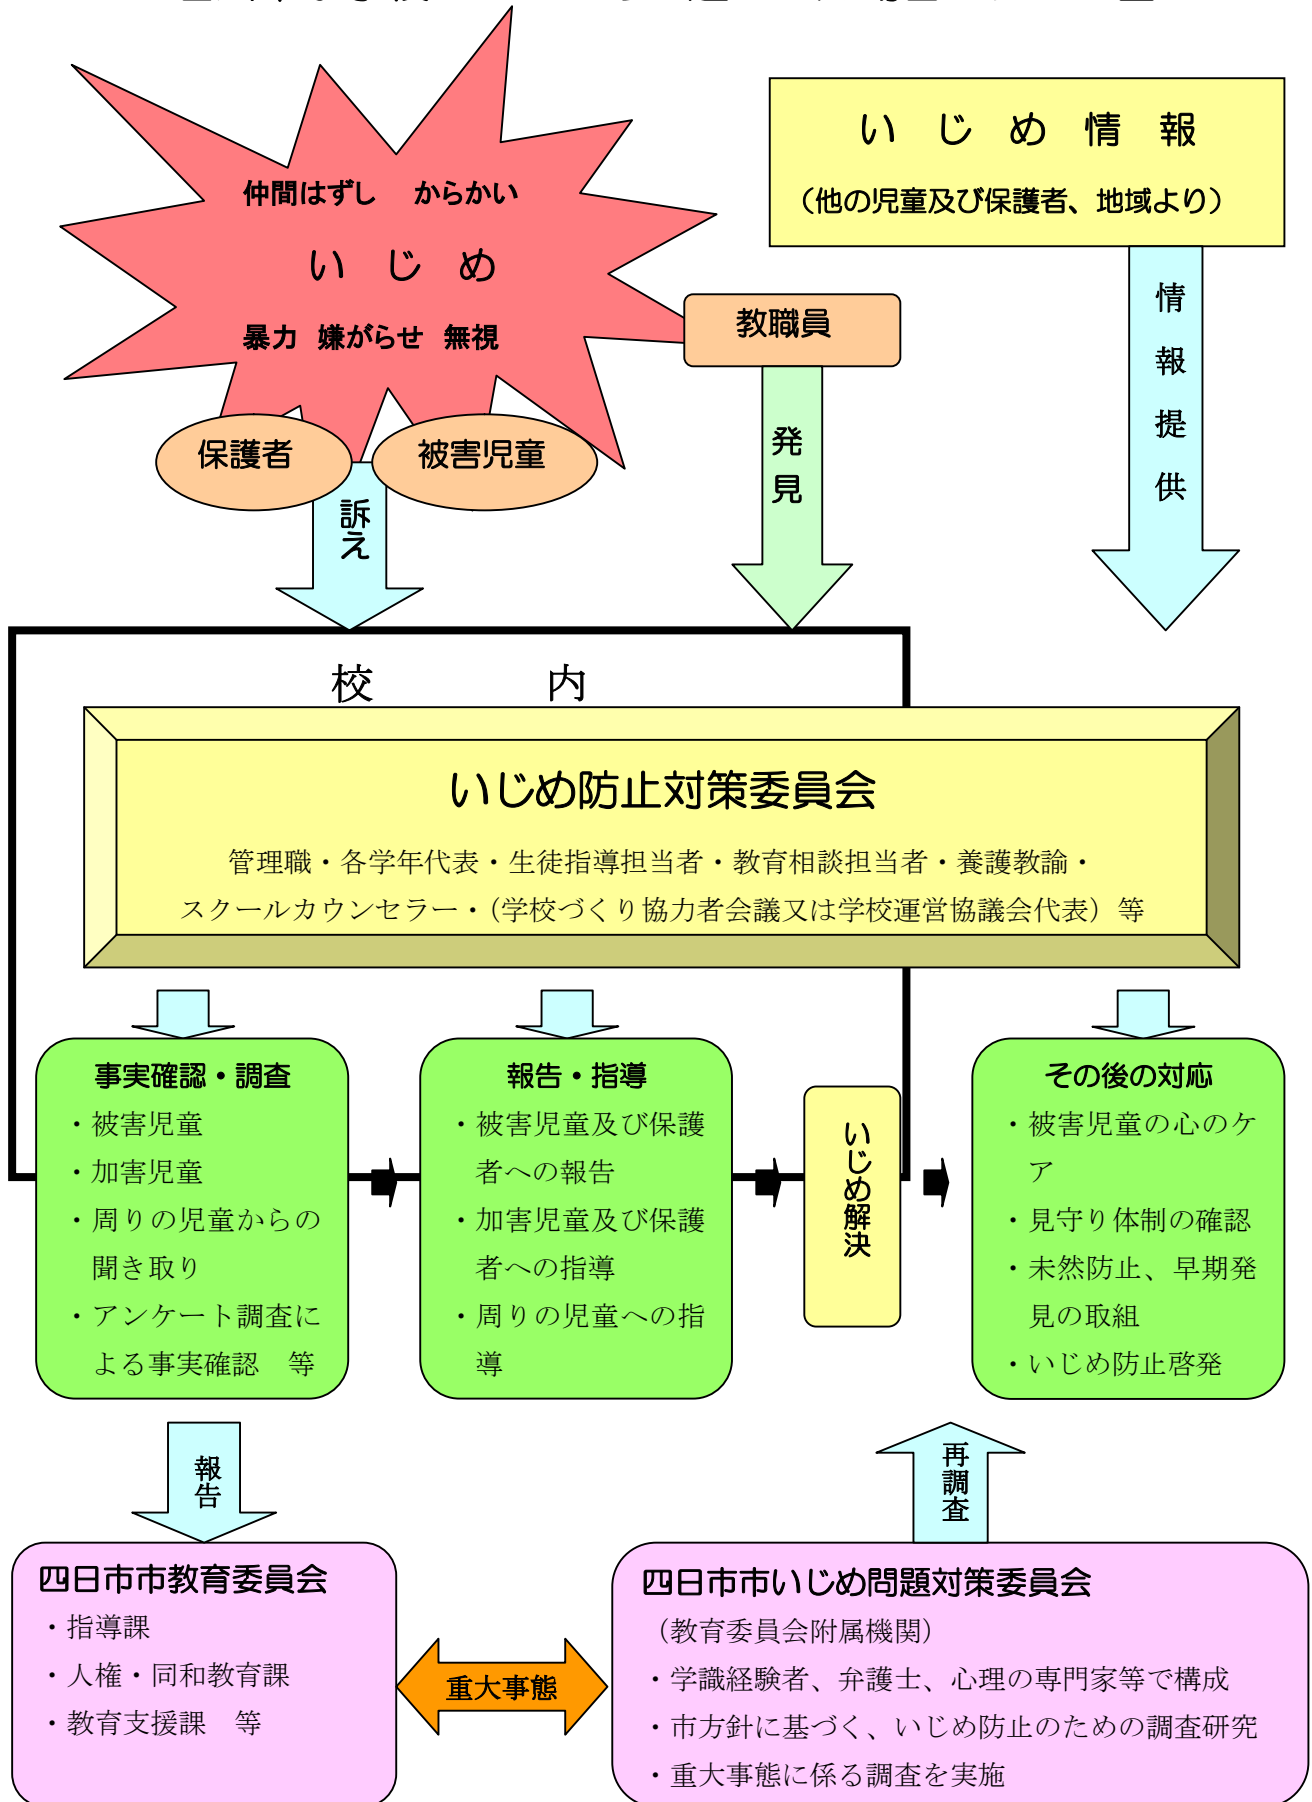 い じ め 情 報
（他の児童及び保護者、地域より）
仲間はずし からかい
い じ め
暴力 嫌がらせ 無視
教職員
保護者
被害児童
訴え
発見
情報提供
校 内
いじめ防止対策委員会
管理職・各学年代表・生徒指導担当者・教育相談担当者・養護教諭・
スクールカウンセラー・（学校づくり協力者会議又は学校運営協議会代表）等
事実確認・調査
・被害児童
・加害児童
・周りの児童からの
聞き取り
・アンケート調査に
よる事実確認 等
報告・指導
・被害児童及び保護
者への報告
・加害児童及び保護
者への指導
・周りの児童への指
導
いじめ解決
その後の対応
・被害児童の心のケ
ア
・見守り体制の確認
・未然防止、早期発
見の取組
・いじめ防止啓発
報告
再調査
四日市市教育委員会
・指導課
・人権・同和教育課
・教育支援課 等
重大事態
四日市市いじめ問題対策委員会
（教育委員会附属機関）
・学識経験者、弁護士、心理の専門家等で構成
・市方針に基づく、いじめ防止のための調査研究
・重大事態に係る調査を実施